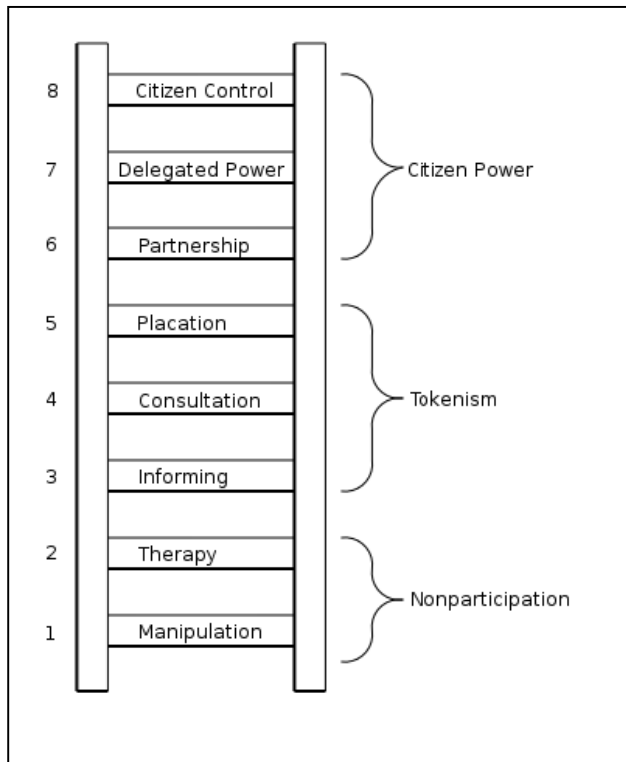 8 Citizen Control
7 Delegated Power
Citizen Power
6 Partnership
5 Placation
4 Consultation
Tokenism
3 Informing
2 Therapy
Nonparticipation
1 Manipulation